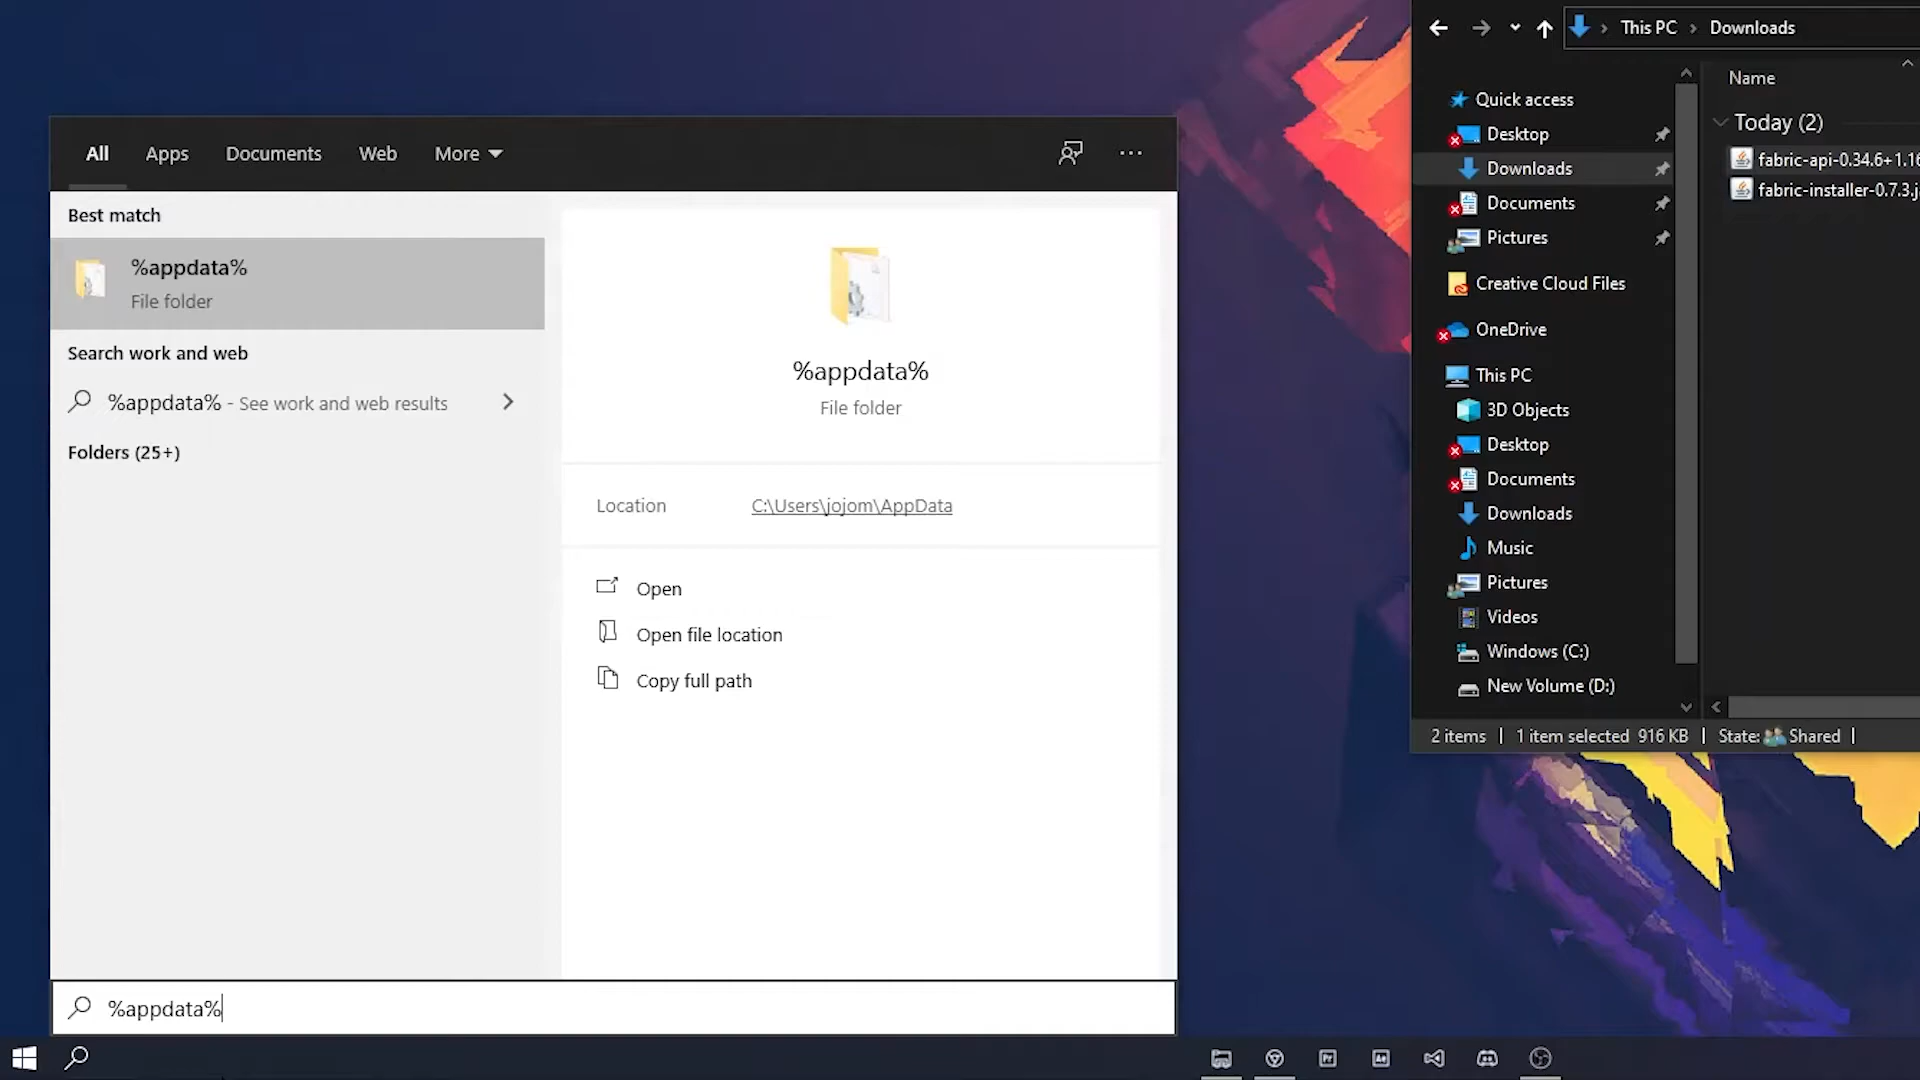 All Apps Documents Web More
Best match
%appdata%
File folder
Search work and web
%appdata% - See work and web results
Folders (25+)
%appdata%
File folder
Location C:\Users\jojom\AppData
Open
Open file location
Copy full path
%appdata%
This PC > Downloads
Quick access
Desktop
Downloads
Documents
Pictures
Creative Cloud Files
OneDrive
This PC
3D Objects
Desktop
Documents
Downloads
Music
Pictures
Videos
Windows (C:)
New Volume (D:)
Name
Today (2)
fabric-api-0.34.6+1.16
fabric-installer-0.7.3.j
2 items | 1 item selected 916 KB | State: Shared |
Pr
Ae